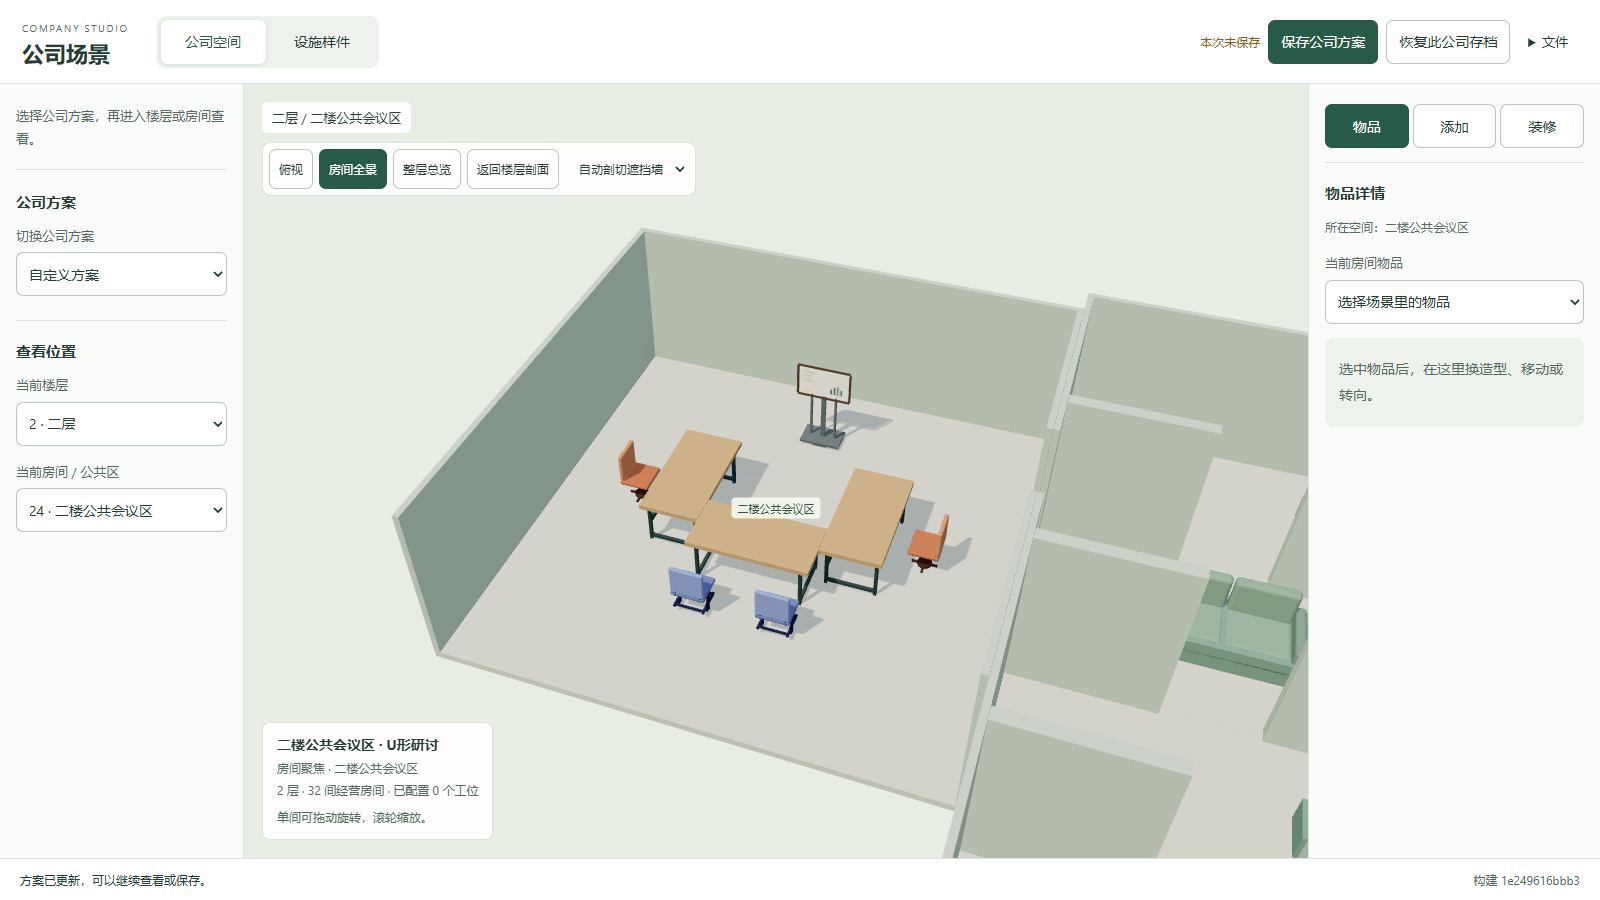 COMPANY STUDIO
公司场景
公司空间
设施样件
本次未保存
保存公司方案
恢复此公司存档
▶ 文件
选择公司方案，再进入楼层或房间查
看。
公司方案
切换公司方案
自定义方案
查看位置
当前楼层
2 · 二层
当前房间 / 公共区
24 · 二楼公共会议区
二层 / 二楼公共会议区
俯视
房间全景
整层总览
返回楼层剖面
自动剖切遮挡墙
二楼公共会议区
二楼公共会议区 · U形研讨
房间聚焦 · 二楼公共会议区
2 层 · 32 间经营房间 · 已配置 0 个工位
单间可拖动旋转，滚轮缩放。
物品
添加
装修
物品详情
所在空间：二楼公共会议区
当前房间物品
选择场景里的物品
选中物品后，在这里换造型、移动或
转向。
方案已更新，可以继续查看或保存。
构建 1e249616bbb3